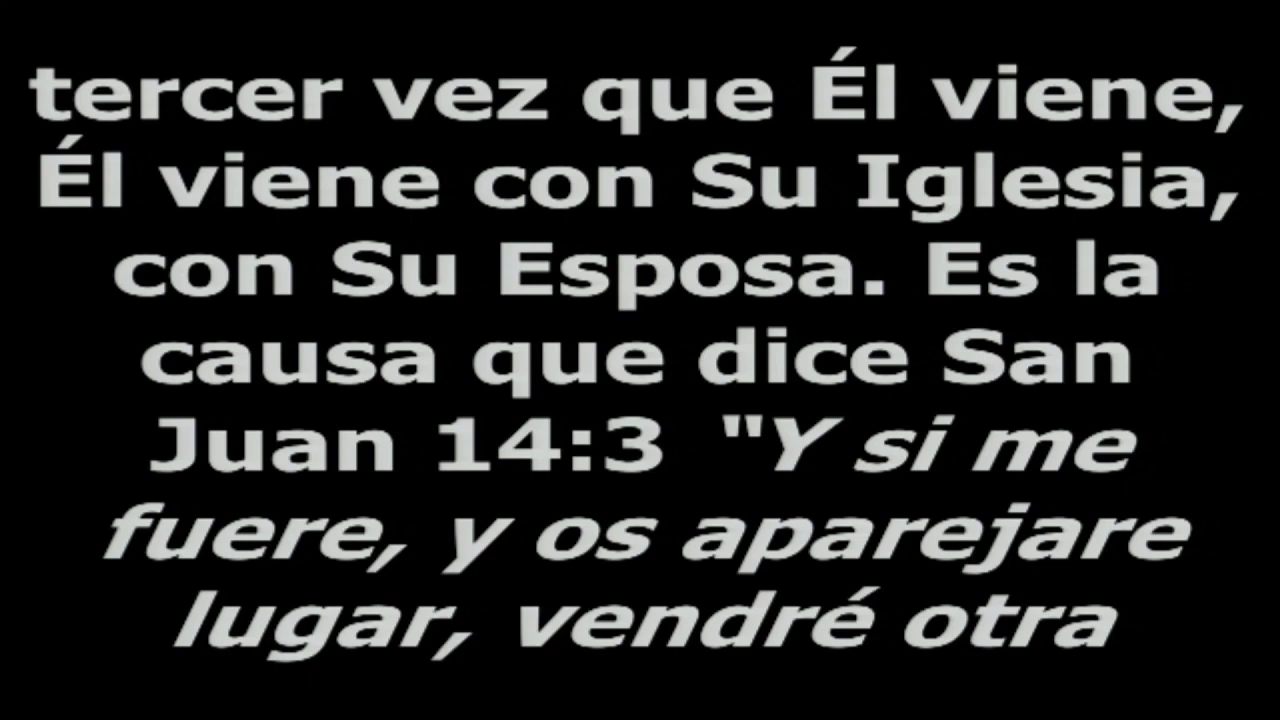 tercer vez que Él viene,
Él viene con Su Iglesia,
con Su Esposa. Es la
causa que dice San
Juan 14:3 "Y si me
fuere, y os aparejare
lugar, vendré otra